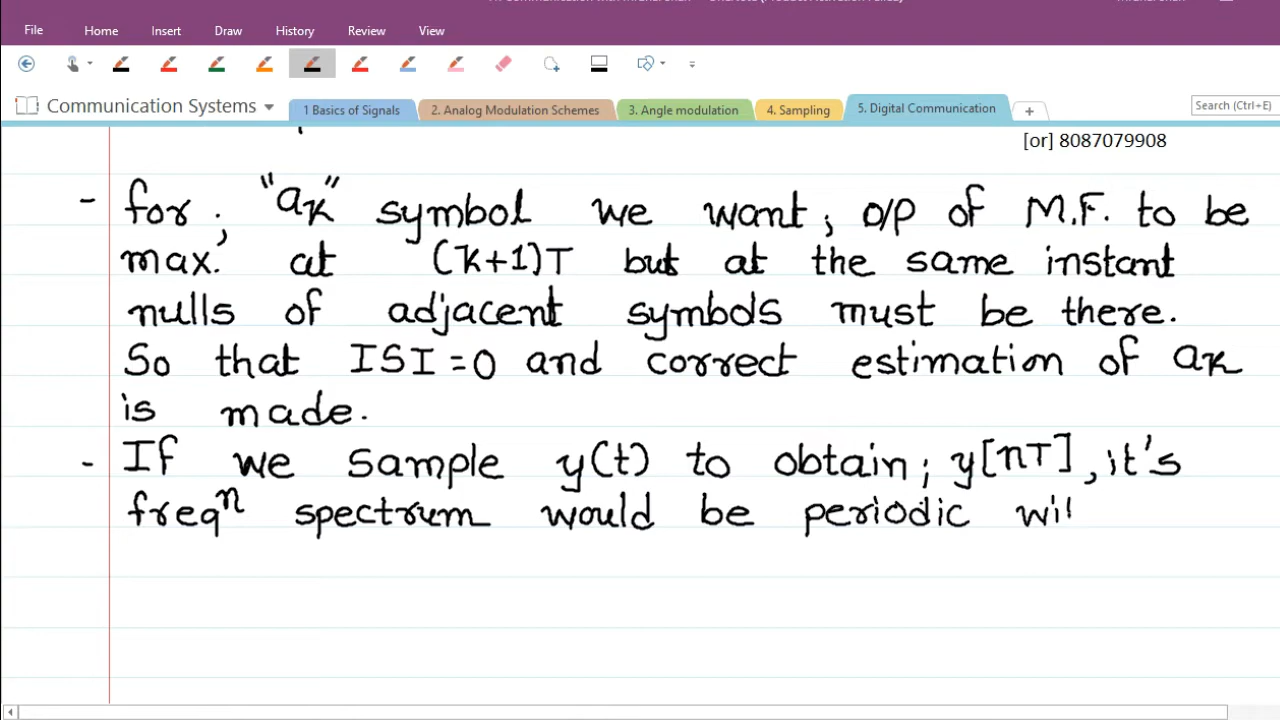 File Home Insert Draw History Review View
Communication Systems 1 Basics of Signals 2. Analog Modulation Schemes 3. Angle modulation 4. Sampling 5. Digital Communication + Search (Ctrl+E)
[or] 8087079908
- for; "aK" symbol we want; O/P of M.F. to be
max. at (K+1)T but at the same instant
nulls of adjacent symbols must be there.
So that ISI=0 and correct estimation of aK
is made.
- If we sample y(t) to obtain; y[nT], it's
freqn spectrum would be periodic wi